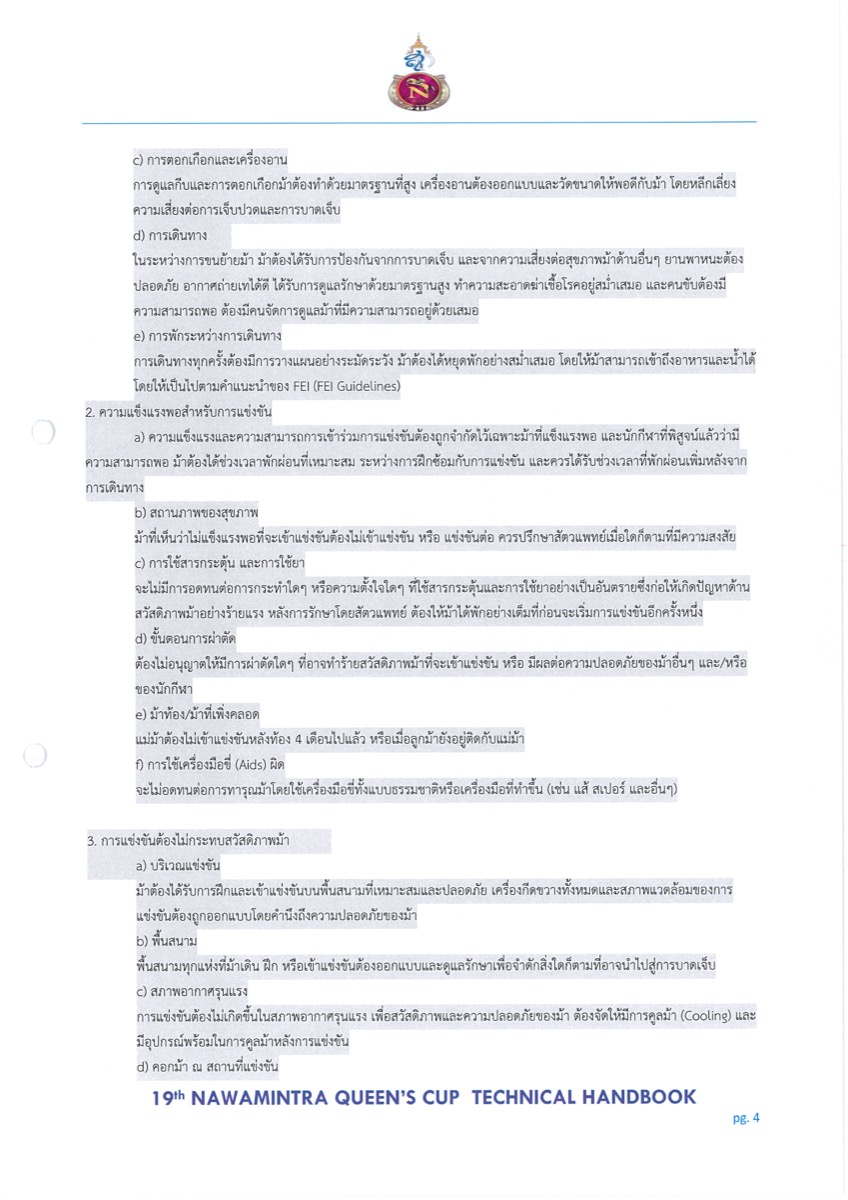 N
c) การตอกเกือกและเครื่องอาน
การดูแลกีบและการตอกเกือกม้าต้องทำด้วยมาตรฐานที่สูง เครื่องอานต้องออกแบบและวัดขนาดให้พอดีกับม้า โดยหลีกเลี่ยง
ความเสี่ยงต่อการเจ็บปวดและการบาดเจ็บ
d) การเดินทาง
ในระหว่างการขนย้ายม้า ม้าต้องได้รับการป้องกันจากการบาดเจ็บ และจากความเสี่ยงต่อสุขภาพม้าด้านอื่นๆ ยานพาหนะต้อง
ปลอดภัย อากาศถ่ายเทได้ดี ได้รับการดูแลรักษาด้วยมาตรฐานสูง ทำความสะอาดฆ่าเชื้อโรคอยู่สม่ำเสมอ และคนขับต้องมี
ความสามารถพอ ต้องมีคนจัดการดูแลม้าที่มีความสามารถอยู่ด้วยเสมอ
e) การพักระหว่างการเดินทาง
การเดินทางทุกครั้งต้องมีการวางแผนอย่างระมัดระวัง ม้าต้องได้หยุดพักอย่างสม่ำเสมอ โดยให้ม้าสามารถเข้าถึงอาหารและน้ำได้
โดยให้เป็นไปตามคำแนะนำของ FEI (FEI Guidelines)
2. ความแข็งแรงพอสำหรับการแข่งขัน
a) ความแข็งแรงและความสามารถการเข้าร่วมการแข่งขันต้องถูกจำกัดไว้เฉพาะม้าที่แข็งแรงพอ และนักกีฬาที่พิสูจน์แล้วว่ามี
ความสามารถพอ ม้าต้องได้ช่วงเวลาพักผ่อนที่เหมาะสม ระหว่างการฝึกซ้อมกับการแข่งขัน และควรได้รับช่วงเวลาที่พักผ่อนเพิ่มหลังจาก
การเดินทาง
b) สถานภาพของสุขภาพ
ม้าที่เห็นว่าไม่แข็งแรงพอที่จะเข้าแข่งขันต้องไม่เข้าแข่งขัน หรือ แข่งขันต่อ ควรปรึกษาสัตวแพทย์เมื่อใดก็ตามที่มีความสงสัย
c) การใช้สารกระตุ้น และการใช้ยา
จะไม่มีการอดทนต่อการกระทำใดๆ หรือความตั้งใจใดๆ ที่ใช้สารกระตุ้นและการใช้ยาอย่างเป็นอันตรายซึ่งก่อให้เกิดปัญหาด้าน
สวัสดิภาพม้าอย่างร้ายแรง หลังการรักษาโดยสัตวแพทย์ ต้องให้ม้าได้พักอย่างเต็มที่ก่อนจะเริ่มการแข่งขันอีกครั้งหนึ่ง
d) ขั้นตอนการผ่าตัด
ต้องไม่อนุญาตให้มีการผ่าตัดใดๆ ที่อาจทำร้ายสวัสดิภาพม้าที่จะเข้าแข่งขัน หรือ มีผลต่อความปลอดภัยของม้าอื่นๆ และ/หรือ
ของนักกีฬา
e) ม้าท้อง/ม้าที่เพิ่งคลอด
แม่ม้าต้องไม่เข้าแข่งขันหลังท้อง 4 เดือนไปแล้ว หรือเมื่อลูกม้ายังอยู่ติดกับแม่ม้า
f) การใช้เครื่องมือขี่ (Aids) ผิด
จะไม่อดทนต่อการทารุณม้าโดยใช้เครื่องมือขี่ทั้งแบบธรรมชาติหรือเครื่องมือที่ทำขึ้น (เช่น แส้ สเปอร์ และอื่นๆ)
3. การแข่งขันต้องไม่กระทบสวัสดิภาพม้า
a) บริเวณแข่งขัน
ม้าต้องได้รับการฝึกและเข้าแข่งขันบนพื้นสนามที่เหมาะสมและปลอดภัย เครื่องกีดขวางทั้งหมดและสภาพแวดล้อมของการ
แข่งขันต้องถูกออกแบบโดยคำนึงถึงความปลอดภัยของม้า
b) พื้นสนาม
พื้นสนามทุกแห่งที่ม้าเดิน ฝึก หรือเข้าแข่งขันต้องออกแบบและดูแลรักษาเพื่อจำกัดสิ่งใดก็ตามที่อาจนำไปสู่การบาดเจ็บ
c) สภาพอากาศรุนแรง
การแข่งขันต้องไม่เกิดขึ้นในสภาพอากาศรุนแรง เพื่อสวัสดิภาพและความปลอดภัยของม้า ต้องจัดให้มีการคูลม้า (Cooling) และ
มีอุปกรณ์พร้อมในการคูลม้าหลังการแข่งขัน
d) คอกม้า ณ สถานที่แข่งขัน
19th NAWAMINTRA QUEEN'S CUP TECHNICAL HANDBOOK
pg. 4